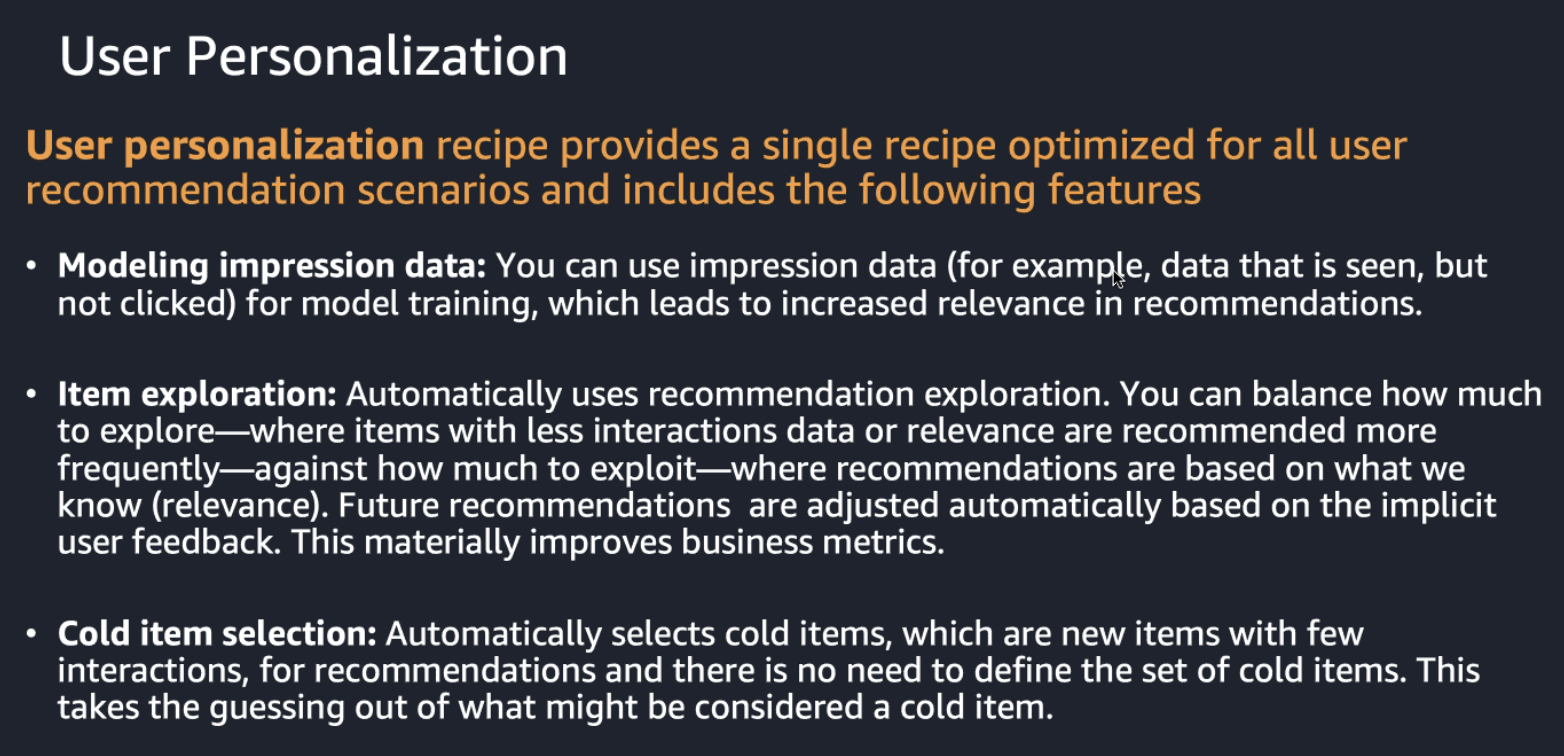 User Personalization
User personalization recipe provides a single recipe optimized for all user
recommendation scenarios and includes the following features
• Modeling impression data: You can use impression data (for example, data that is seen, but
not clicked) for model training, which leads to increased relevance in recommendations.
• Item exploration: Automatically uses recommendation exploration. You can balance how much
to explore—where items with less interactions data or relevance are recommended more
frequently—against how much to exploit—where recommendations are based on what we
know (relevance). Future recommendations  are adjusted automatically based on the implicit
user feedback. This materially improves business metrics.
• Cold item selection: Automatically selects cold items, which are new items with few
interactions, for recommendations and there is no need to define the set of cold items. This
takes the guessing out of what might be considered a cold item.